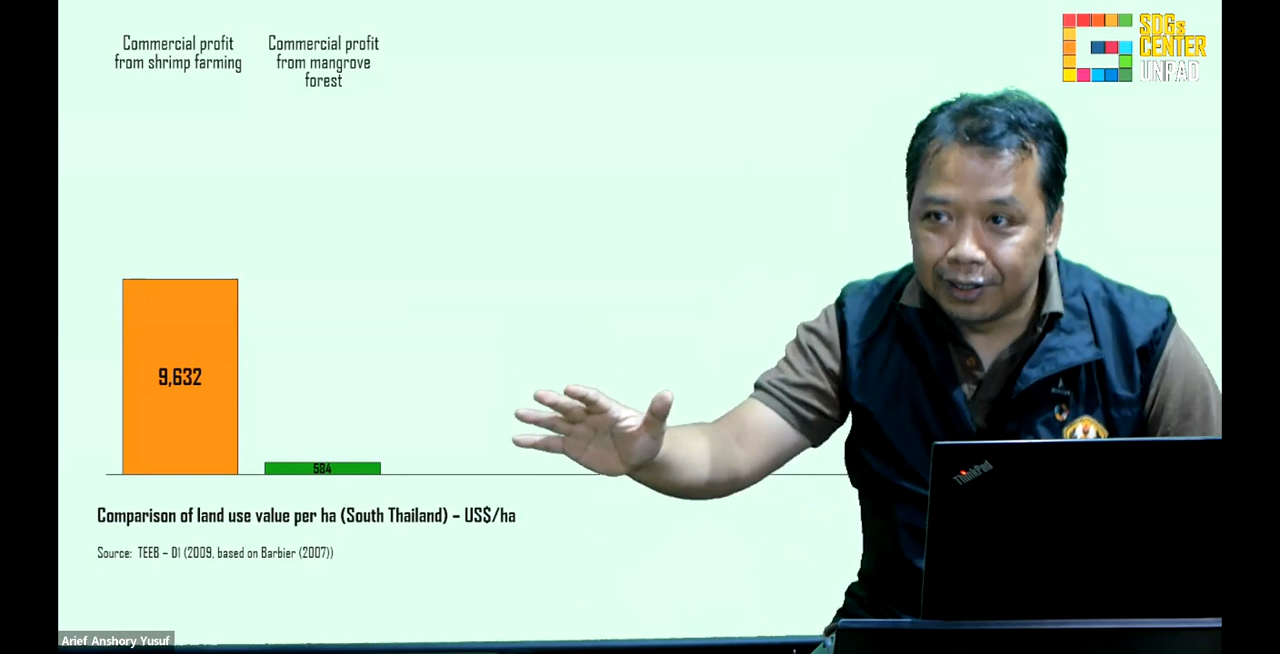 Commercial profit
from shrimp farming
Commercial profit
from mangrove
forest
SDGs
CENTER
UNPAD
9,632
584
ThinkPad
Comparison of land use value per ha (South Thailand) – US$/ha
Source: TEEB – D1 (2009, based on Barbier (2007))
Arief Anshory Yusuf